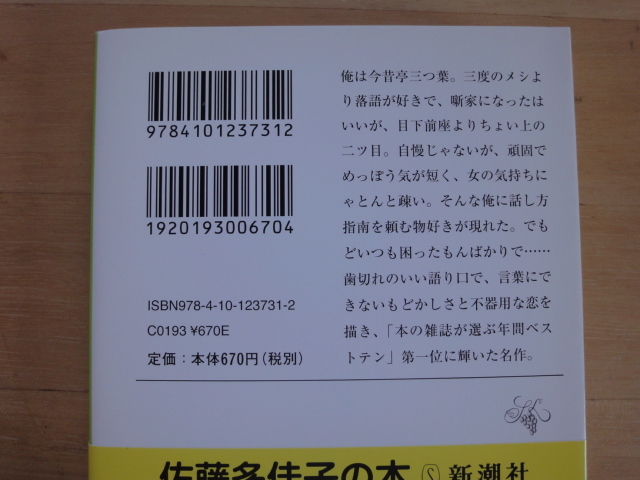 9784101237312
1920193006704
ISBN978-4-10-123731-2
C0193 ¥670E
定価：本体670円(税別)
俺は今昔亭三つ葉。三度のメシよ
り落語が好きで、噺家になったは
いいが、目下前座よりちょい上の
二ツ目。自慢じゃないが、頑固で
めっぽう気が短く、女の気持ちに
ゃとんと疎い。そんな俺に話し方
指南を頼む物好きが現れた。でも
どいつも困ったもんばかりで……
歯切れのいい語り口で、言葉にで
きないもどかしさと不器用な恋を
描き、「本の雑誌が選ぶ年間ベス
トテン」第一位に輝いた名作。
佐藤多佳子の本 新潮社